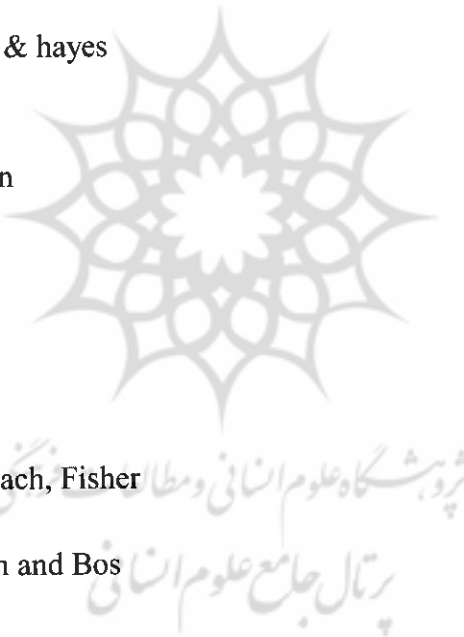 & hayes
n
ach, Fisher
پژوهشگاه علوم انسانی و مطالعات فرهنگی
n and Bos
پرتال جامع علوم انسانی